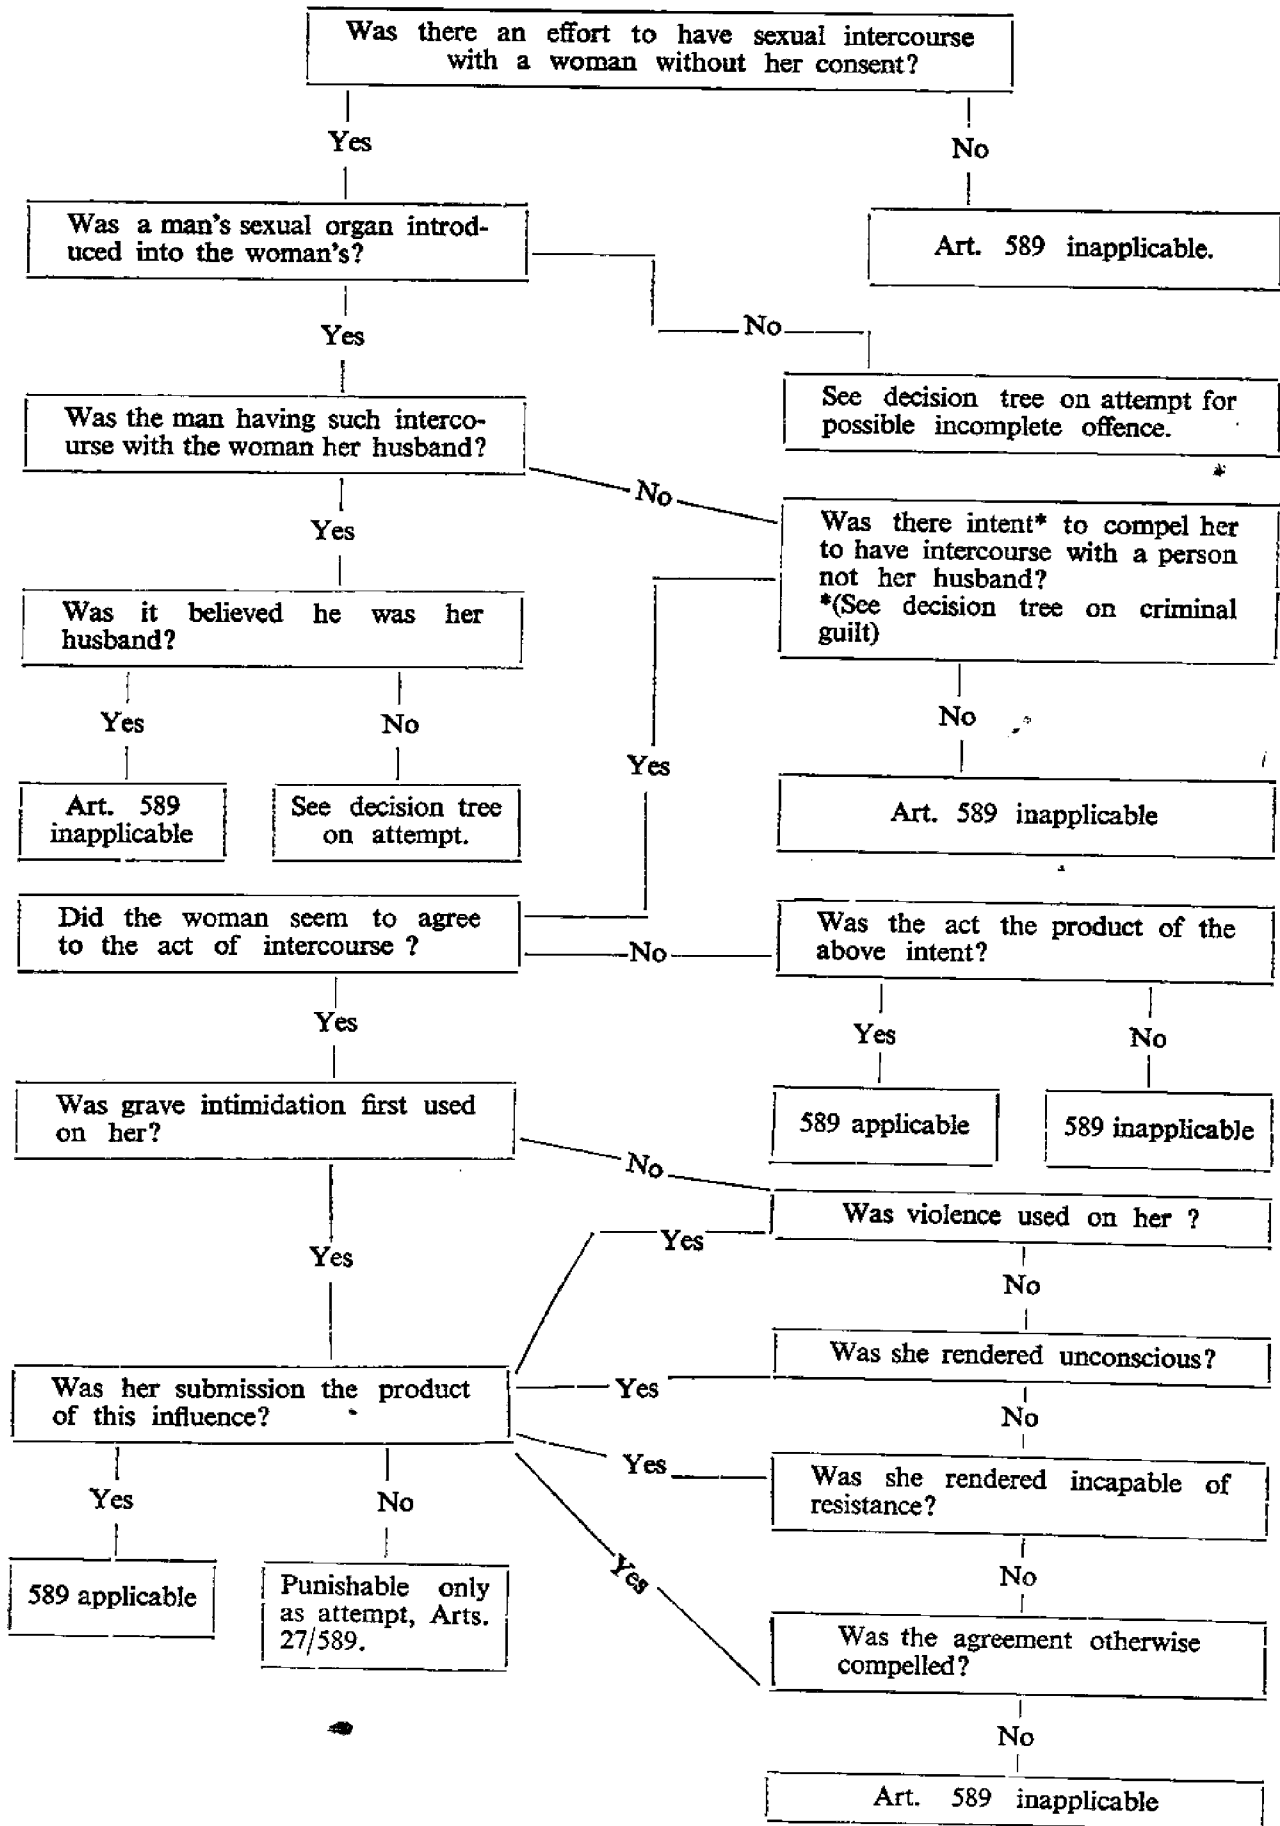 Was there an effort to have sexual intercourse
with a woman without her consent?
Yes
No
Was a man's sexual organ introd-
uced into the woman's?
Art. 589 inapplicable.
Yes
No
Was the man having such interco-
urse with the woman her husband?
See decision tree on attempt for
possible incomplete offence.
No
Yes
Was there intent* to compel her
to have intercourse with a person
not her husband?
*(See decision tree on criminal
guilt)
Was it believed he was her
husband?
Yes
No
No
Yes
Art. 589
inapplicable
See decision tree
on attempt.
Art. 589 inapplicable
Did the woman seem to agree
to the act of intercourse ?
No
Was the act the product of the
above intent?
Yes
Yes
No
Was grave intimidation first used
on her?
589 applicable
589 inapplicable
No
Was violence used on her ?
Yes
Yes
No
Was she rendered unconscious?
Was her submission the product
of this influence?
Yes
No
Yes
Was she rendered incapable of
resistance?
Yes
No
589 applicable
Punishable only
as attempt, Arts.
27/589.
Yes
No
Was the agreement otherwise
compelled?
No
Art. 589 inapplicable